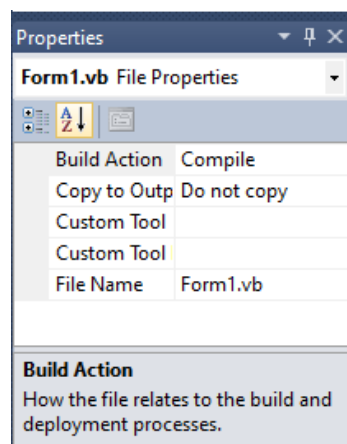 Properties
Form1.vb File Properties
Build Action Compile
Copy to Outp Do not copy
Custom Tool
Custom Tool
File Name Form1.vb
Build Action
How the file relates to the build and
deployment processes.